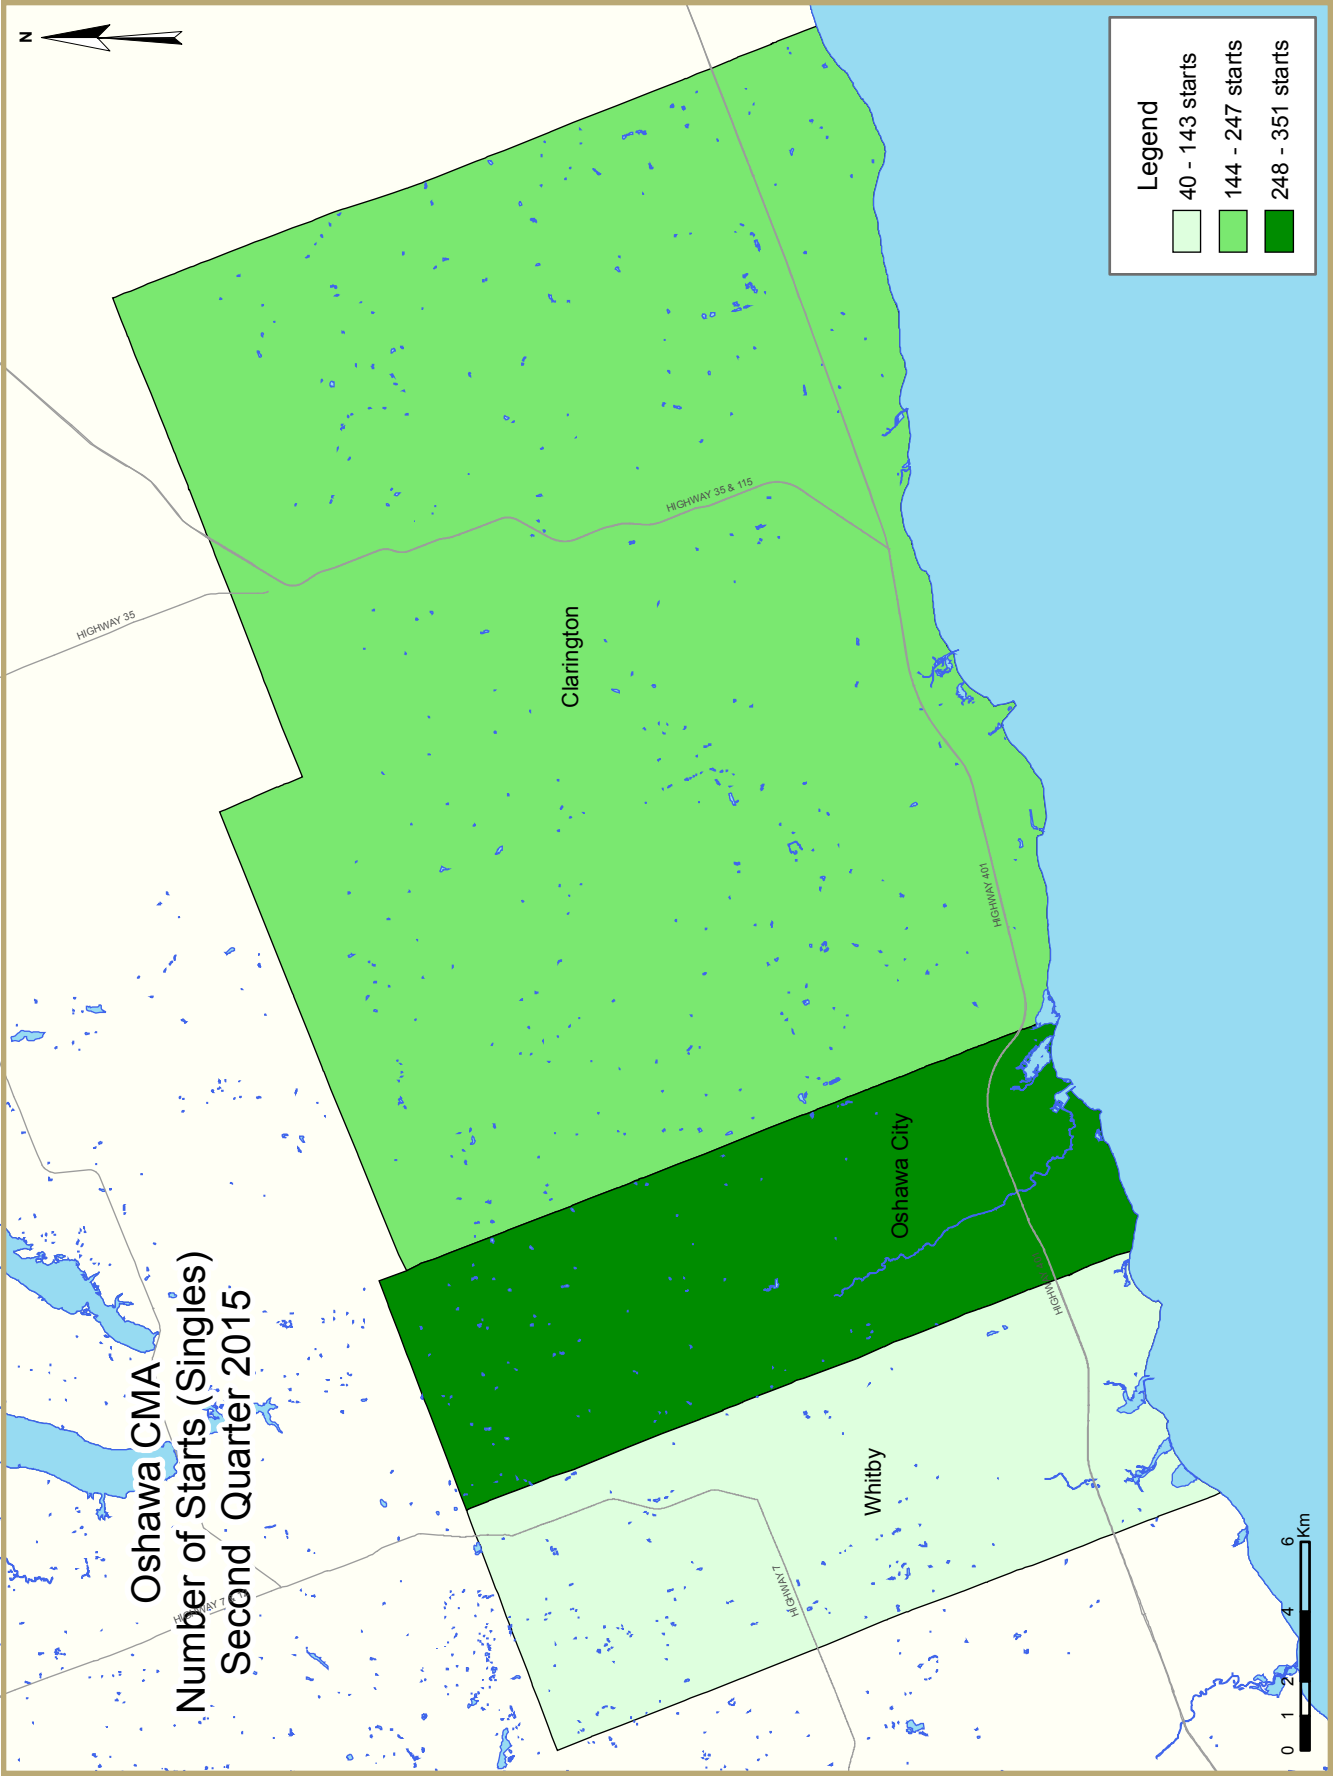 Oshawa CMA
Number of Starts (Singles)
Second Quarter 2015
N
HIGHWAY 35
HIGHWAY 35 & 115
Clarington
HIGHWAY 401
Oshawa City
Whitby
HIGHWAY 7
HIGHWAY 7
Legend
40 - 143 starts
144 - 247 starts
248 - 351 starts
0 1 2 4 6
Km